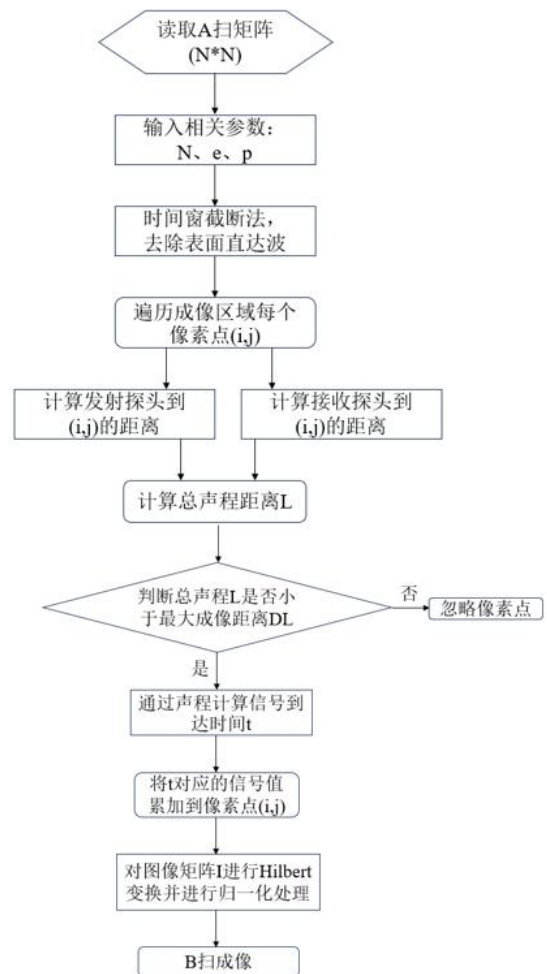 读取A扫矩阵
(N*N)
输入相关参数：
N、e、p
时间窗截断法，
去除表面直达波
遍历成像区域每个
像素点(i,j)
计算发射探头到
(i,j)的距离
计算接收探头到
(i,j)的距离
计算总声程距离L
判断总声程L是否小
于最大成像距离DL
否
忽略像素点
是
通过声程计算信号到
达时间t
将t对应的信号值
累加到像素点(i,j)
对图像矩阵I进行Hilbert
变换并进行归一化处理
B扫成像